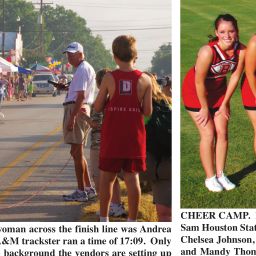 D
woman across the finish line was Andrea
A&M trackster ran a time of 17:09. Only
background the vendors are setting up
CHEER CAMP.
Sam Houston Stat
Chelsea Johnson,
and Mandy Thom